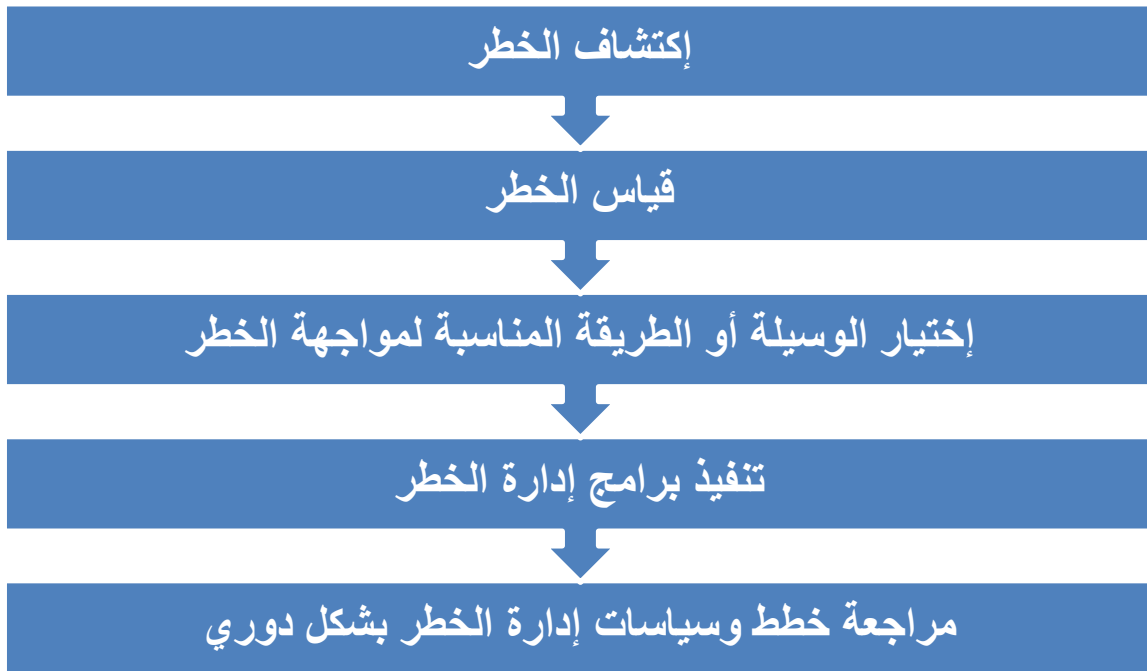 إكتشاف الخطر
قياس الخطر
إختيار الوسيلة أو الطريقة المناسبة لمواجهة الخطر
تنفيذ برامج إدارة الخطر
مراجعة خطط وسياسات إدارة الخطر بشكل دوري